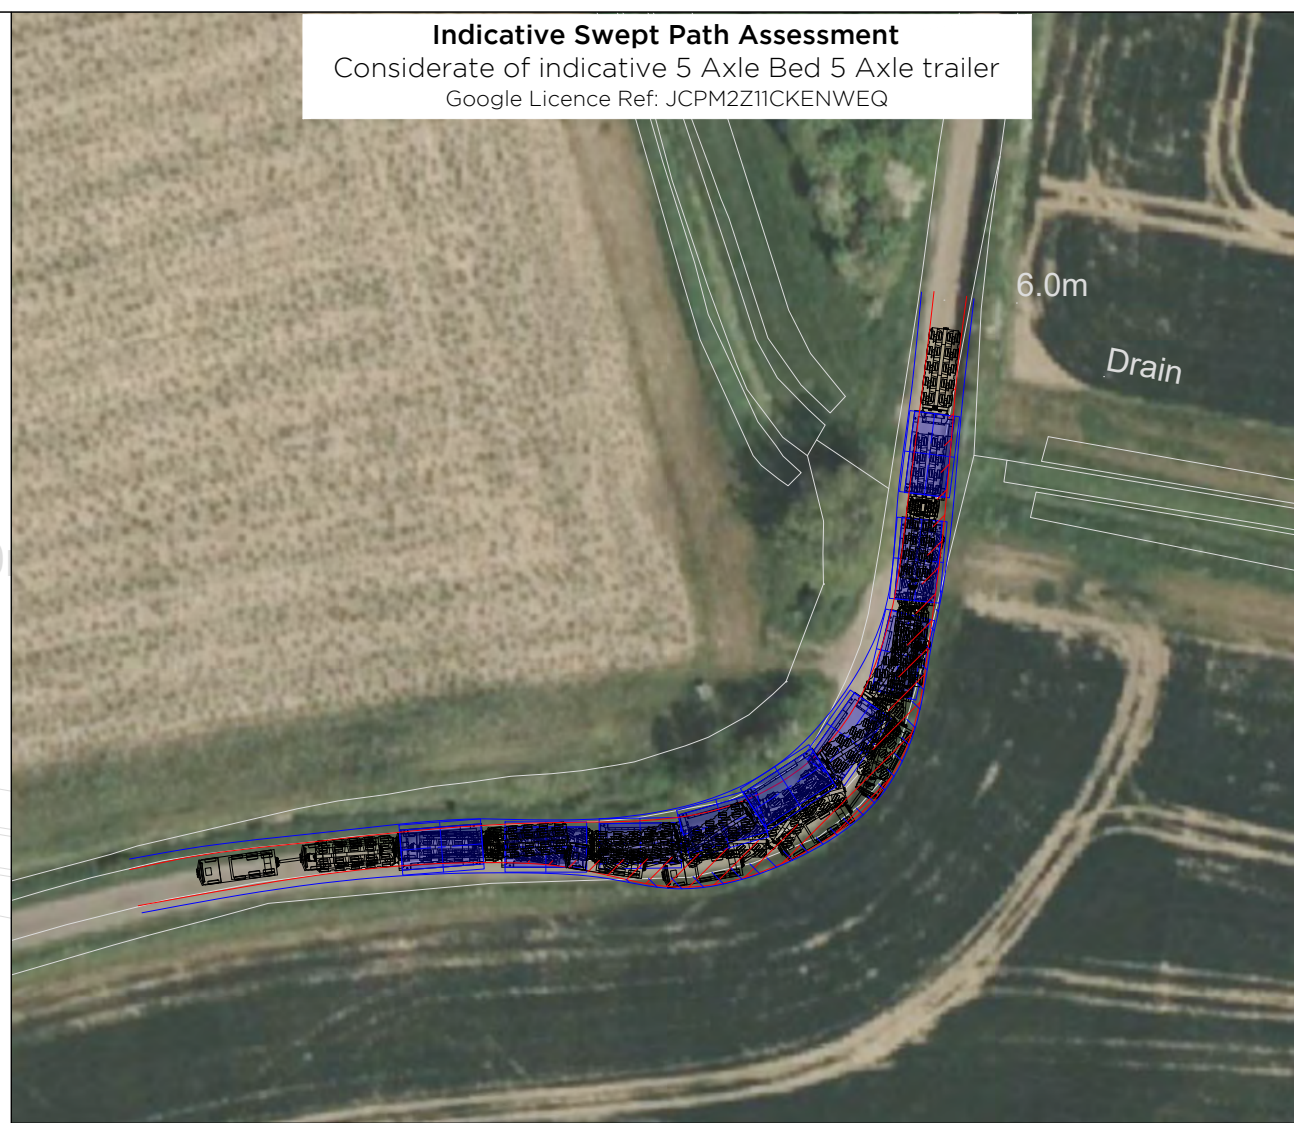 Indicative Swept Path Assessment
Considerate of indicative 5 Axle Bed 5 Axle trailer
Google Licence Ref: JCPM2Z11CKENWEQ
6.0m
Drain